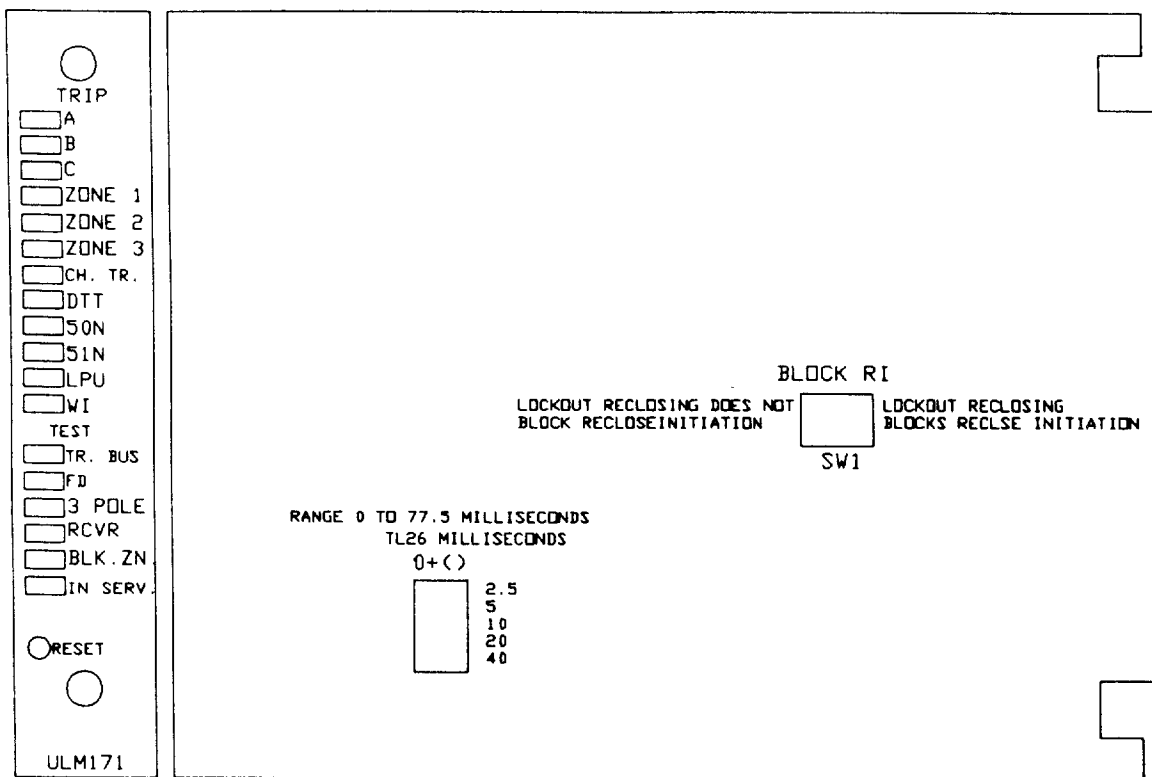 TRIP
A
B
C
ZONE 1
ZONE 2
ZONE 3
CH. TR.
DTT
50N
51N
LPU
WI
TEST
TR. BUS
FD
3 POLE
RCVR
BLK.ZN.
IN SERV.
RESET
ULM171
BLOCK RI
LOCKOUT RECLOSING DOES NOT
BLOCK RECLOSEINITIATION
LOCKOUT RECLOSING
BLOCKS RECLSE INITIATION
SW1
RANGE 0 TO 77.5 MILLISECONDS
TL26 MILLISECONDS
0+()
2.5
5
10
20
40